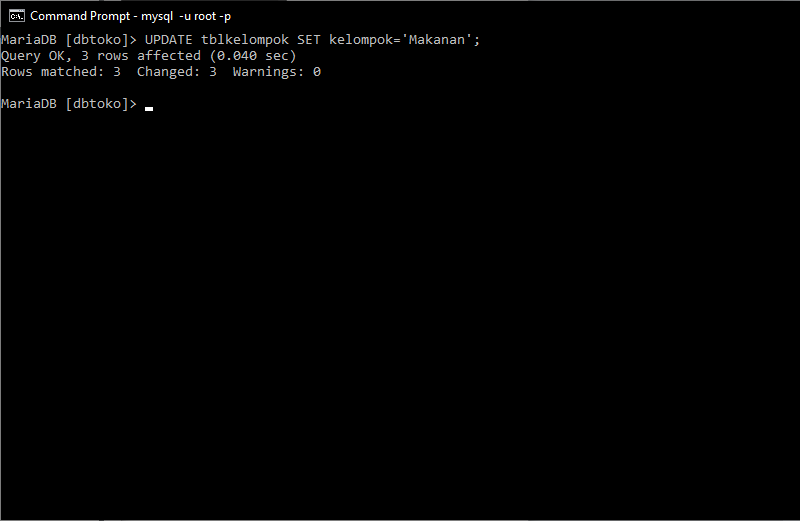 Command Prompt - mysql  -u root -p
MariaDB [dbtoko]> UPDATE tblkelompok SET kelompok='Makanan';
Query OK, 3 rows affected (0.040 sec)
Rows matched: 3  Changed: 3  Warnings: 0
MariaDB [dbtoko]>